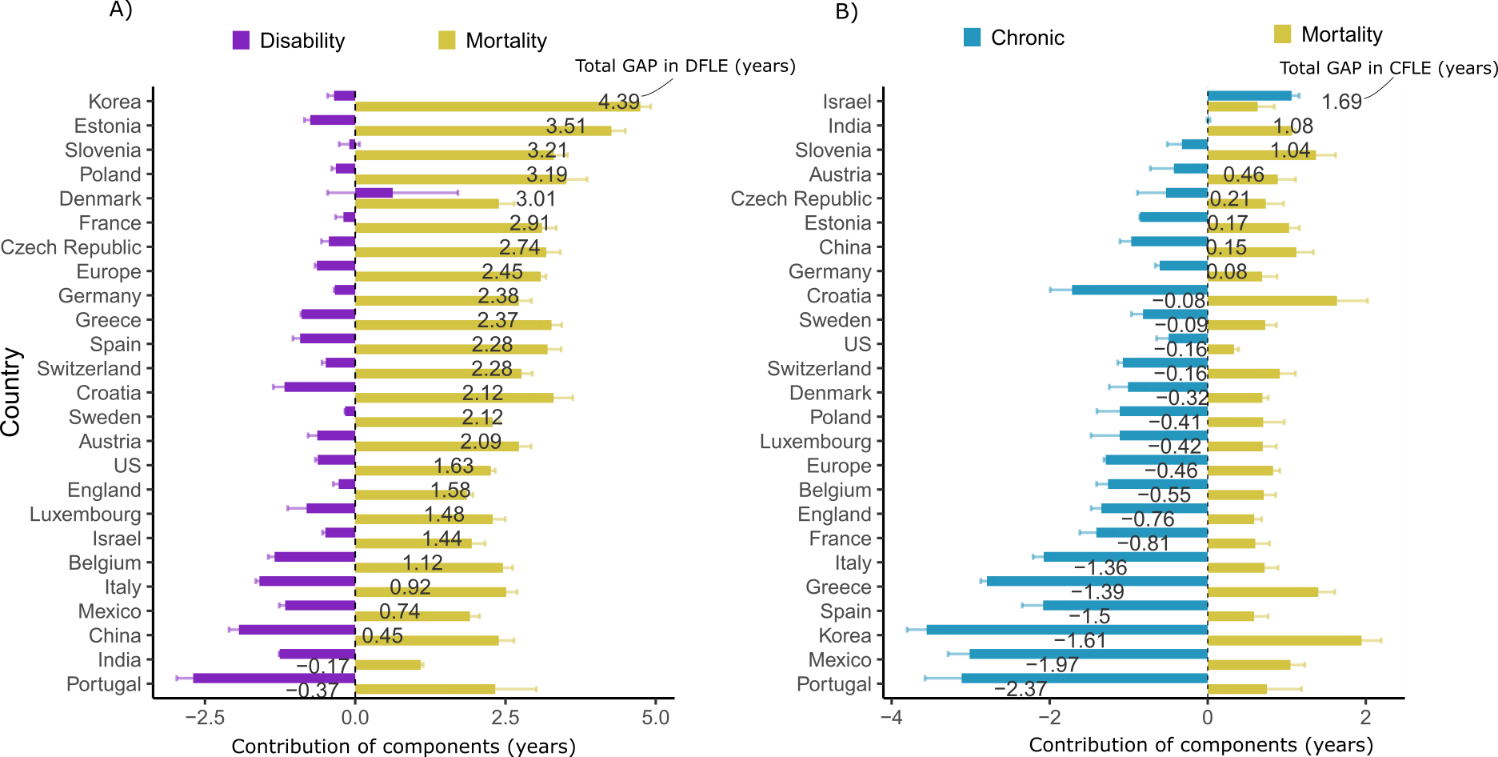 A)
Disability
Mortality
Total GAP in DFLE (years)
Country
Korea 4.39
Estonia 3.51
Slovenia 3.21
Poland 3.19
Denmark 3.01
France 2.91
Czech Republic 2.74
Europe 2.45
Germany 2.38
Greece 2.37
Spain 2.28
Switzerland 2.28
Croatia 2.12
Sweden 2.12
Austria 2.09
US 1.63
England 1.58
Luxembourg 1.48
Israel 1.44
Belgium 1.12
Italy 0.92
Mexico 0.74
China 0.45
India −0.17
Portugal −0.37
−2.5 0.0 2.5 5.0
Contribution of components (years)
B)
Chronic
Mortality
Total GAP in CFLE (years)
Israel 1.69
India 1.08
Slovenia 1.04
Austria 0.46
Czech Republic 0.21
Estonia 0.17
China 0.15
Germany 0.08
Croatia −0.08
Sweden −0.09
US −0.16
Switzerland −0.16
Denmark −0.32
Poland −0.41
Luxembourg −0.42
Europe −0.46
Belgium −0.55
England −0.76
France −0.81
Italy −1.36
Greece −1.39
Spain −1.5
Korea −1.61
Mexico −1.97
Portugal −2.37
−4 −2 0 2
Contribution of components (years)